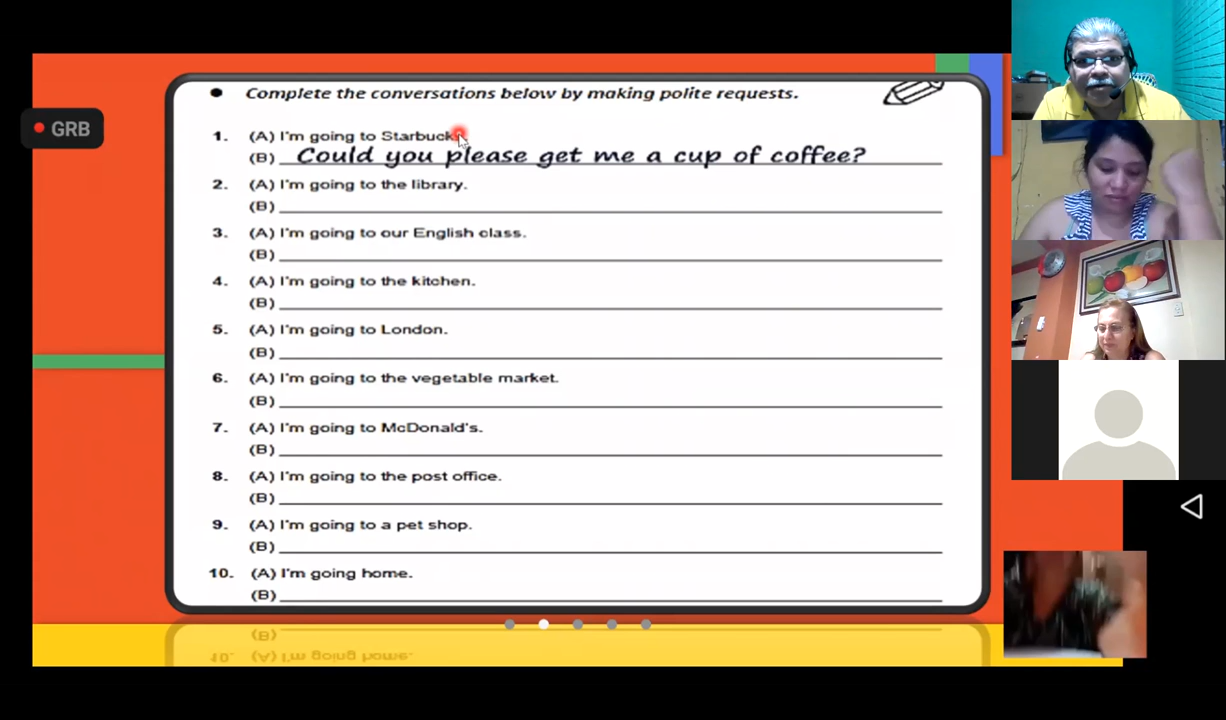 Complete the conversations below by making polite requests.
GRB
1. (A) I'm going to Starbucks.
(B) Could you please get me a cup of coffee?
2. (A) I'm going to the library.
(B)
3. (A) I'm going to our English class.
(B)
4. (A) I'm going to the kitchen.
(B)
5. (A) I'm going to London.
(B)
6. (A) I'm going to the vegetable market.
(B)
7. (A) I'm going to McDonald's.
(B)
8. (A) I'm going to the post office.
(B)
9. (A) I'm going to a pet shop.
(B)
10. (A) I'm going home.
(B)
(B)
10. (A) I'm going home.